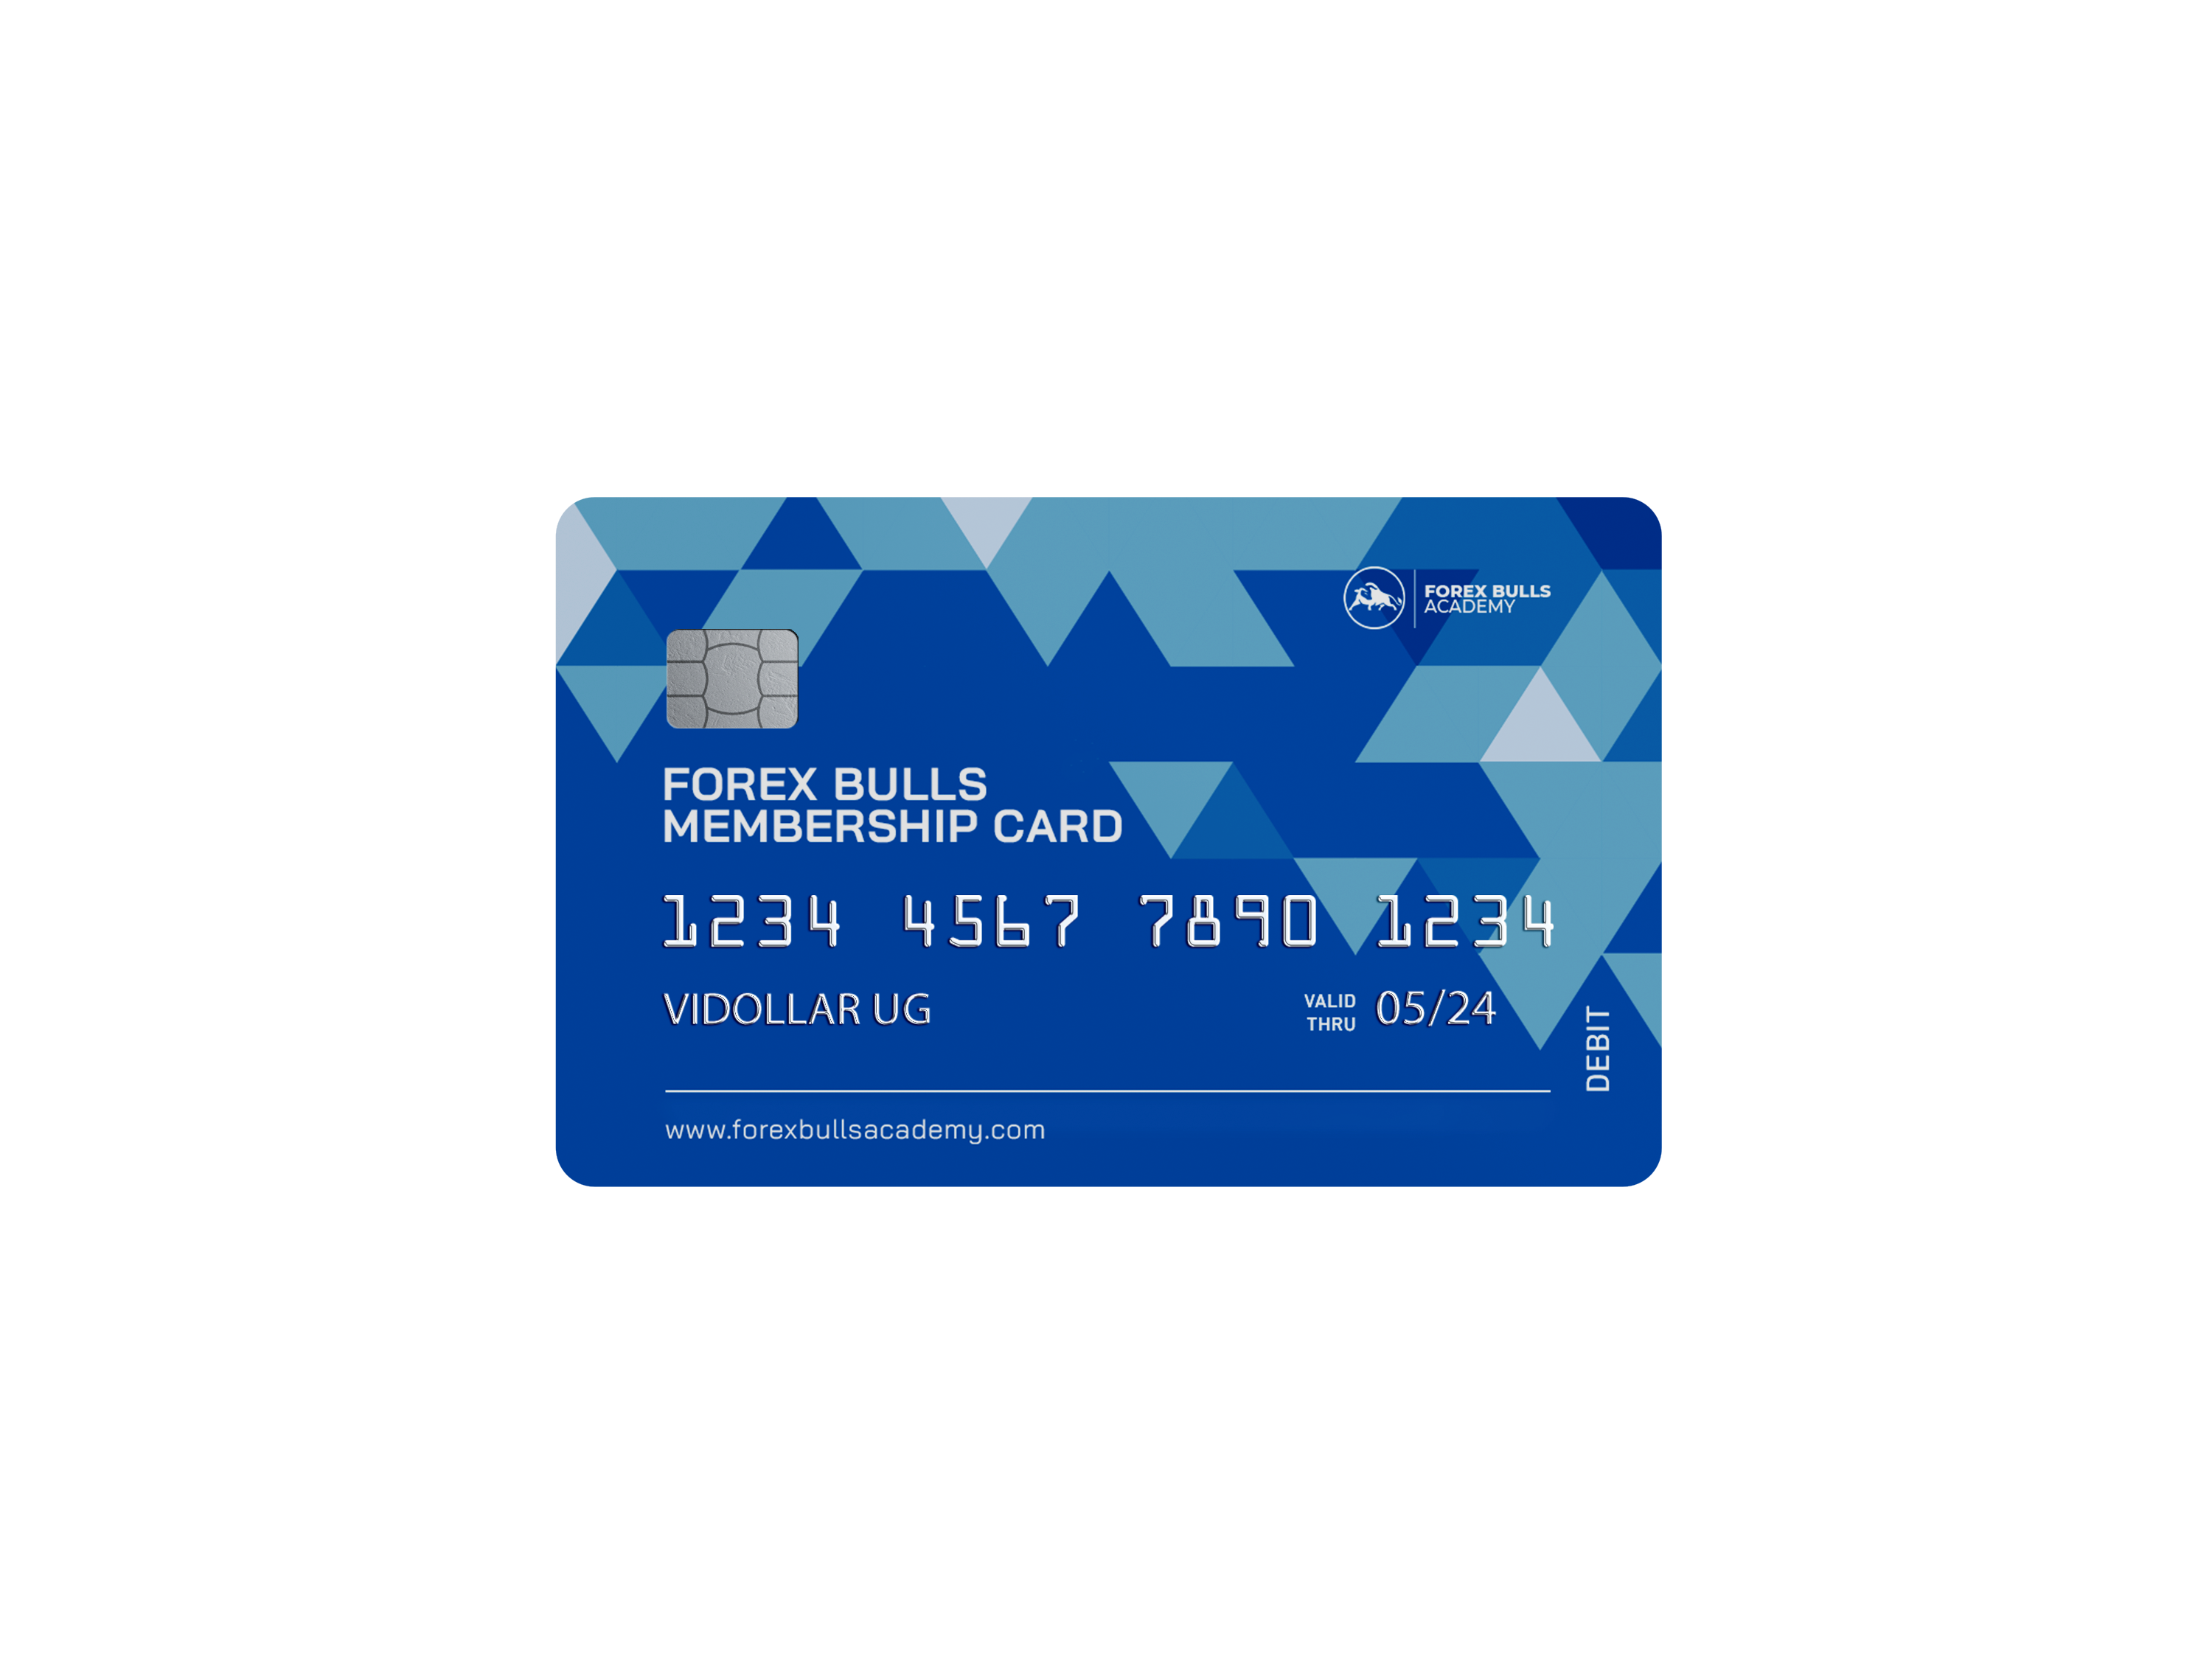 FOREX BULLS
ACADEMY
FOREX BULLS
MEMBERSHIP CARD
1234 4567 7890 1234
VIDOLLAR UG
VALID
THRU
05/24
DEBIT
www.forexbullsacademy.com